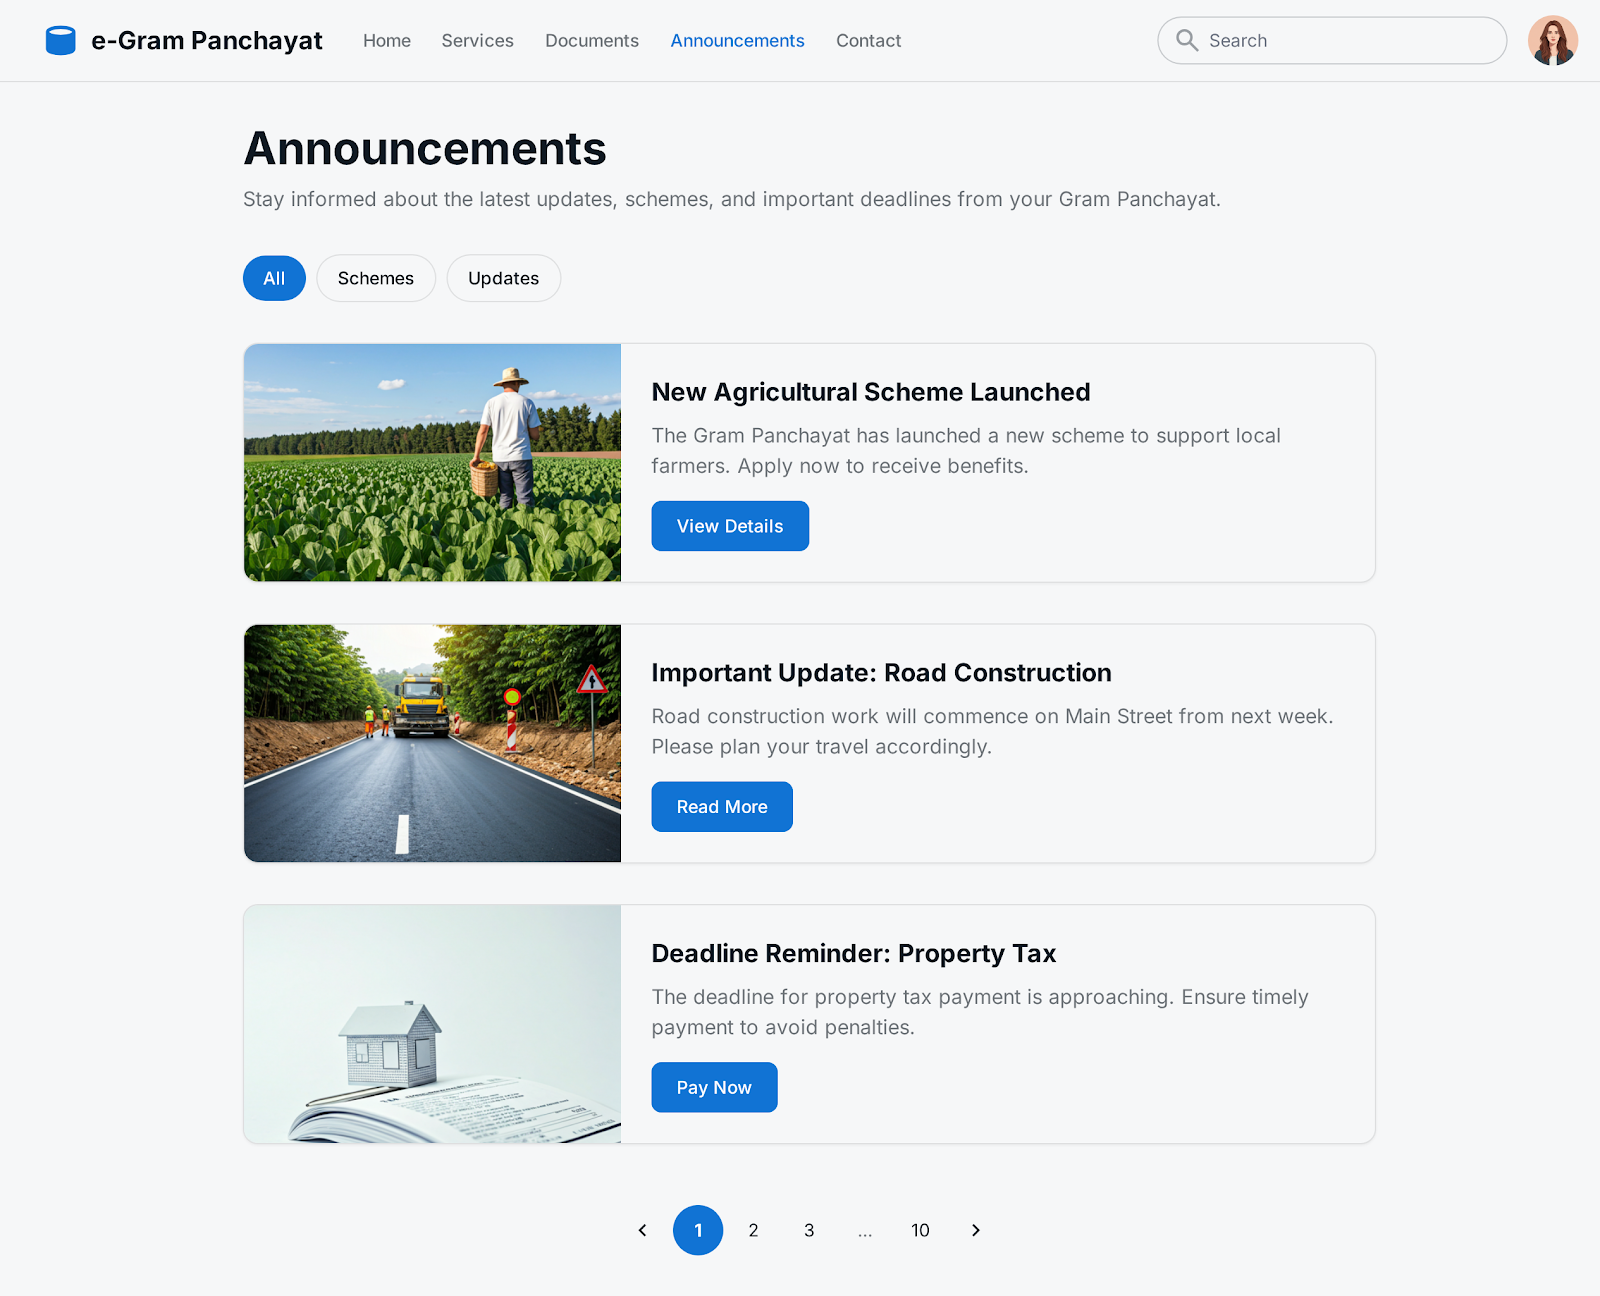 e-Gram Panchayat
Home
Services
Documents
Announcements
Contact
Search
Announcements
Stay informed about the latest updates, schemes, and important deadlines from your Gram Panchayat.
All
Schemes
Updates
New Agricultural Scheme Launched
The Gram Panchayat has launched a new scheme to support local
farmers. Apply now to receive benefits.
View Details
Important Update: Road Construction
Road construction work will commence on Main Street from next week.
Please plan your travel accordingly.
Read More
Deadline Reminder: Property Tax
The deadline for property tax payment is approaching. Ensure timely
payment to avoid penalties.
Pay Now
1
2
3
...
10